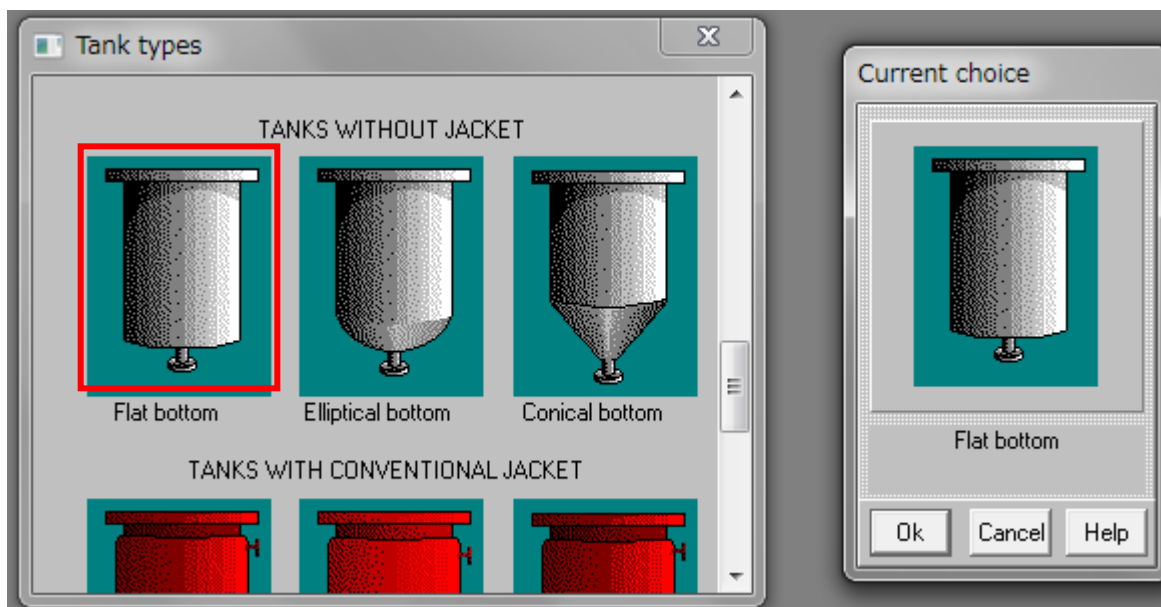 Tank types
TANKS WITHOUT JACKET
Flat bottom
Elliptical bottom
Conical bottom
TANKS WITH CONVENTIONAL JACKET
Current choice
Flat bottom
Ok
Cancel
Help